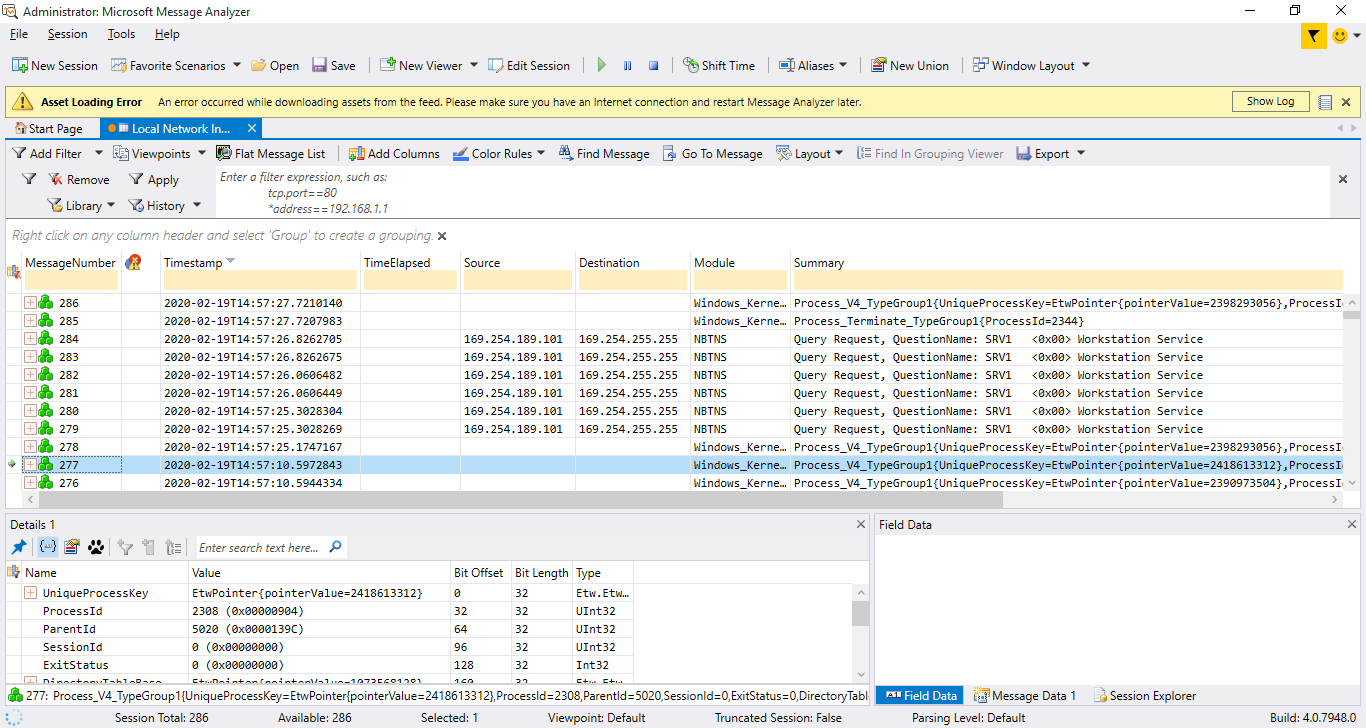 Administrator: Microsoft Message Analyzer
File Session Tools Help
New Session Favorite Scenarios Open Save New Viewer Edit Session Shift Time Aliases New Union Window Layout
Asset Loading Error An error occurred while downloading assets from the feed. Please make sure you have an Internet connection and restart Message Analyzer later. Show Log
Start Page Local Network In...
Add Filter Viewpoints Flat Message List Add Columns Color Rules Find Message Go To Message Layout Find In Grouping Viewer Export
Remove Apply Enter a filter expression, such as:
tcp.port==80
Library History *address==192.168.1.1
Right click on any column header and select 'Group' to create a grouping.
MessageNumber Timestamp TimeElapsed Source Destination Module Summary
286 2020-02-19T14:57:27.7210140 Windows_Kerne... Process_V4_TypeGroup1{UniqueProcessKey=EtwPointer{pointerValue=2398293056},ProcessI
285 2020-02-19T14:57:27.7207983 Windows_Kerne... Process_Terminate_TypeGroup1{ProcessId=2344}
284 2020-02-19T14:57:26.8262705 169.254.189.101 169.254.255.255 NBTNS Query Request, QuestionName: SRV1 <0x00> Workstation Service
283 2020-02-19T14:57:26.8262675 169.254.189.101 169.254.255.255 NBTNS Query Request, QuestionName: SRV1 <0x00> Workstation Service
282 2020-02-19T14:57:26.0606482 169.254.189.101 169.254.255.255 NBTNS Query Request, QuestionName: SRV1 <0x00> Workstation Service
281 2020-02-19T14:57:26.0606449 169.254.189.101 169.254.255.255 NBTNS Query Request, QuestionName: SRV1 <0x00> Workstation Service
280 2020-02-19T14:57:25.3028304 169.254.189.101 169.254.255.255 NBTNS Query Request, QuestionName: SRV1 <0x00> Workstation Service
279 2020-02-19T14:57:25.3028269 169.254.189.101 169.254.255.255 NBTNS Query Request, QuestionName: SRV1 <0x00> Workstation Service
278 2020-02-19T14:57:25.1747167 Windows_Kerne... Process_V4_TypeGroup1{UniqueProcessKey=EtwPointer{pointerValue=2398293056},ProcessI
277 2020-02-19T14:57:10.5972843 Windows_Kerne... Process_V4_TypeGroup1{UniqueProcessKey=EtwPointer{pointerValue=2418613312},ProcessI
276 2020-02-19T14:57:10.5944334 Windows_Kerne... Process_V4_TypeGroup1{UniqueProcessKey=EtwPointer{pointerValue=2390973504},ProcessI
Details 1 Field Data
Enter search text here...
Name Value Bit Offset Bit Length Type
UniqueProcessKey EtwPointer{pointerValue=2418613312} 0 32 Etw.Etw...
ProcessId 2308 (0x00000904) 32 32 UInt32
ParentId 5020 (0x0000139C) 64 32 UInt32
SessionId 0 (0x00000000) 96 32 UInt32
ExitStatus 0 (0x00000000) 128 32 Int32
DirectoryTableBase EtwPointer{pointerValue=1073568128} 160 32 Etw.Etw...
277: Process_V4_TypeGroup1{UniqueProcessKey=EtwPointer{pointerValue=2418613312},ProcessId=2308,ParentId=5020,SessionId=0,ExitStatus=0,DirectoryTabl Field Data Message Data 1 Session Explorer
Session Total: 286 Available: 286 Selected: 1 Viewpoint: Default Truncated Session: False Parsing Level: Default Build: 4.0.7948.0